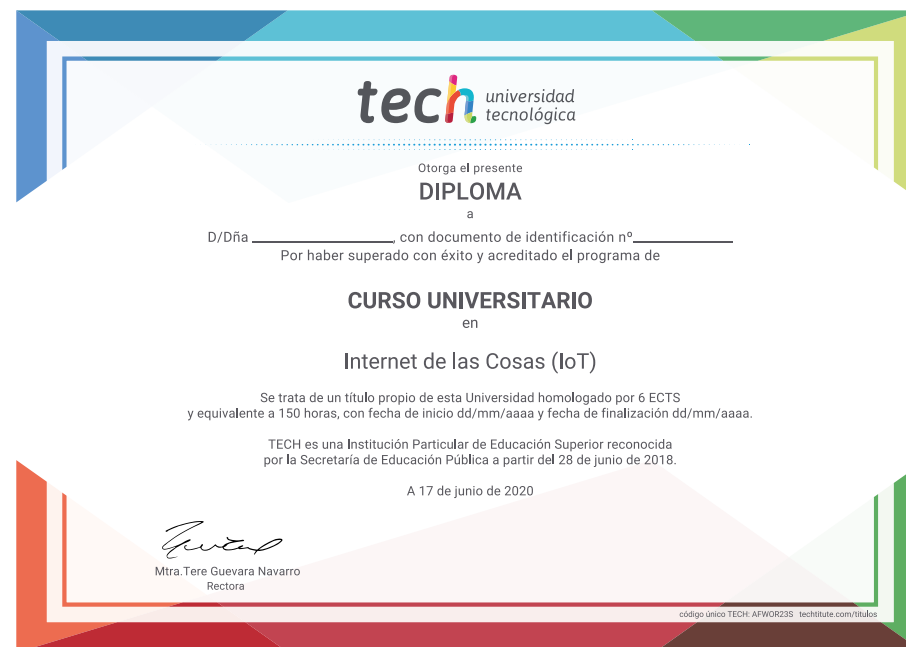 tech universidad
tecnológica
Otorga el presente
DIPLOMA
a
D/Dña ____________________, con documento de identificación nº______________
Por haber superado con éxito y acreditado el programa de
CURSO UNIVERSITARIO
en
Internet de las Cosas (IoT)
Se trata de un título propio de esta Universidad homologado por 6 ECTS
y equivalente a 150 horas, con fecha de inicio dd/mm/aaaa y fecha de finalización dd/mm/aaaa.
TECH es una Institución Particular de Educación Superior reconocida
por la Secretaría de Educación Pública a partir del 28 de junio de 2018.
A 17 de junio de 2020
Mtra.Tere Guevara Navarro
Rectora
código único TECH: AFWOR23S techtitute.com/titulos